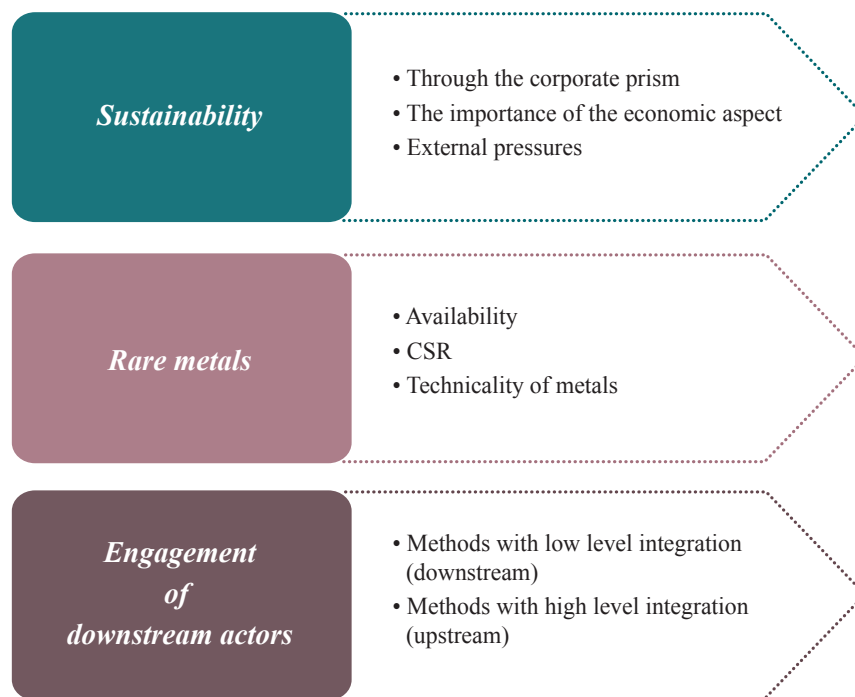 Sustainability
• Through the corporate prism
• The importance of the economic aspect
• External pressures
Rare metals
• Availability
• CSR
• Technicality of metals
Engagement
of
downstream actors
• Methods with low level integration
(downstream)
• Methods with high level integration
(upstream)